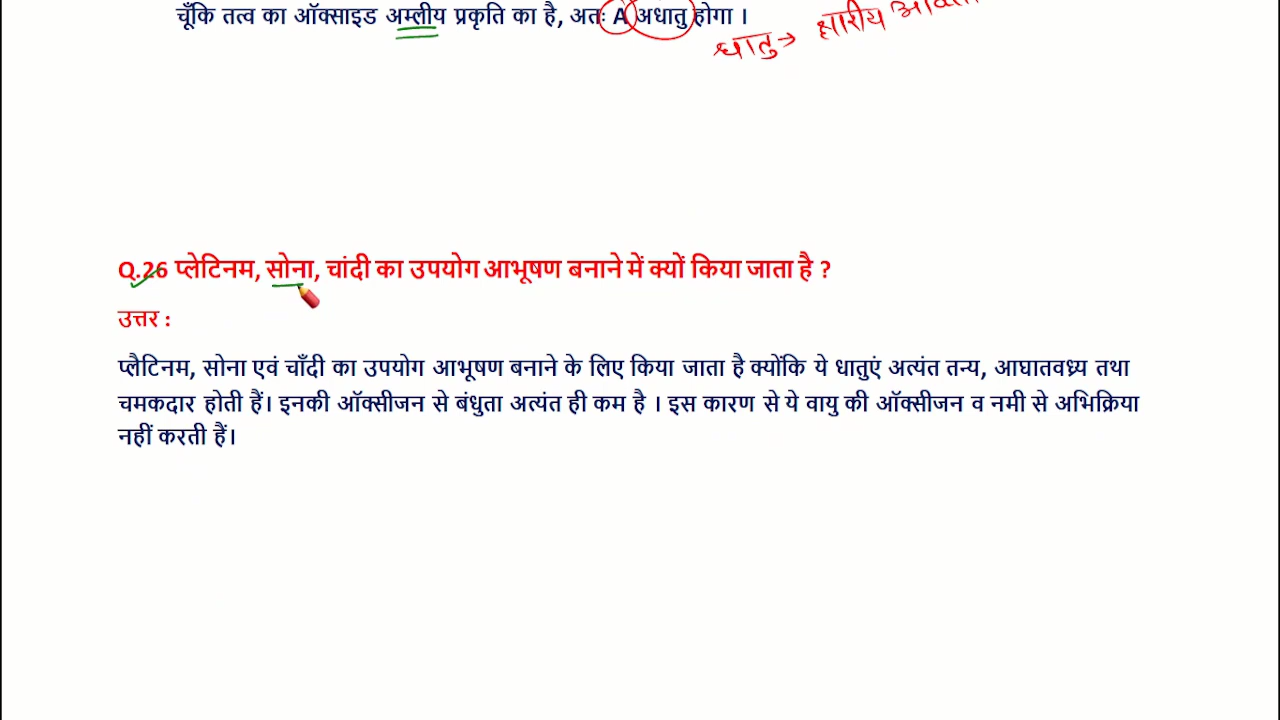 चूँकि तत्व का ऑक्साइड अम्लीय प्रकृति का है, अतः A अधातु होगा ।
धातु → क्षारीय
Q.26 प्लेटिनम, सोना, चांदी का उपयोग आभूषण बनाने में क्यों किया जाता है ?
उत्तर :
प्लैटिनम, सोना एवं चाँदी का उपयोग आभूषण बनाने के लिए किया जाता है क्योंकि ये धातुएं अत्यंत तन्य, आघातवध्र्य तथा
चमकदार होती हैं। इनकी ऑक्सीजन से बंधुता अत्यंत ही कम है । इस कारण से ये वायु की ऑक्सीजन व नमी से अभिक्रिया
नहीं करती हैं।